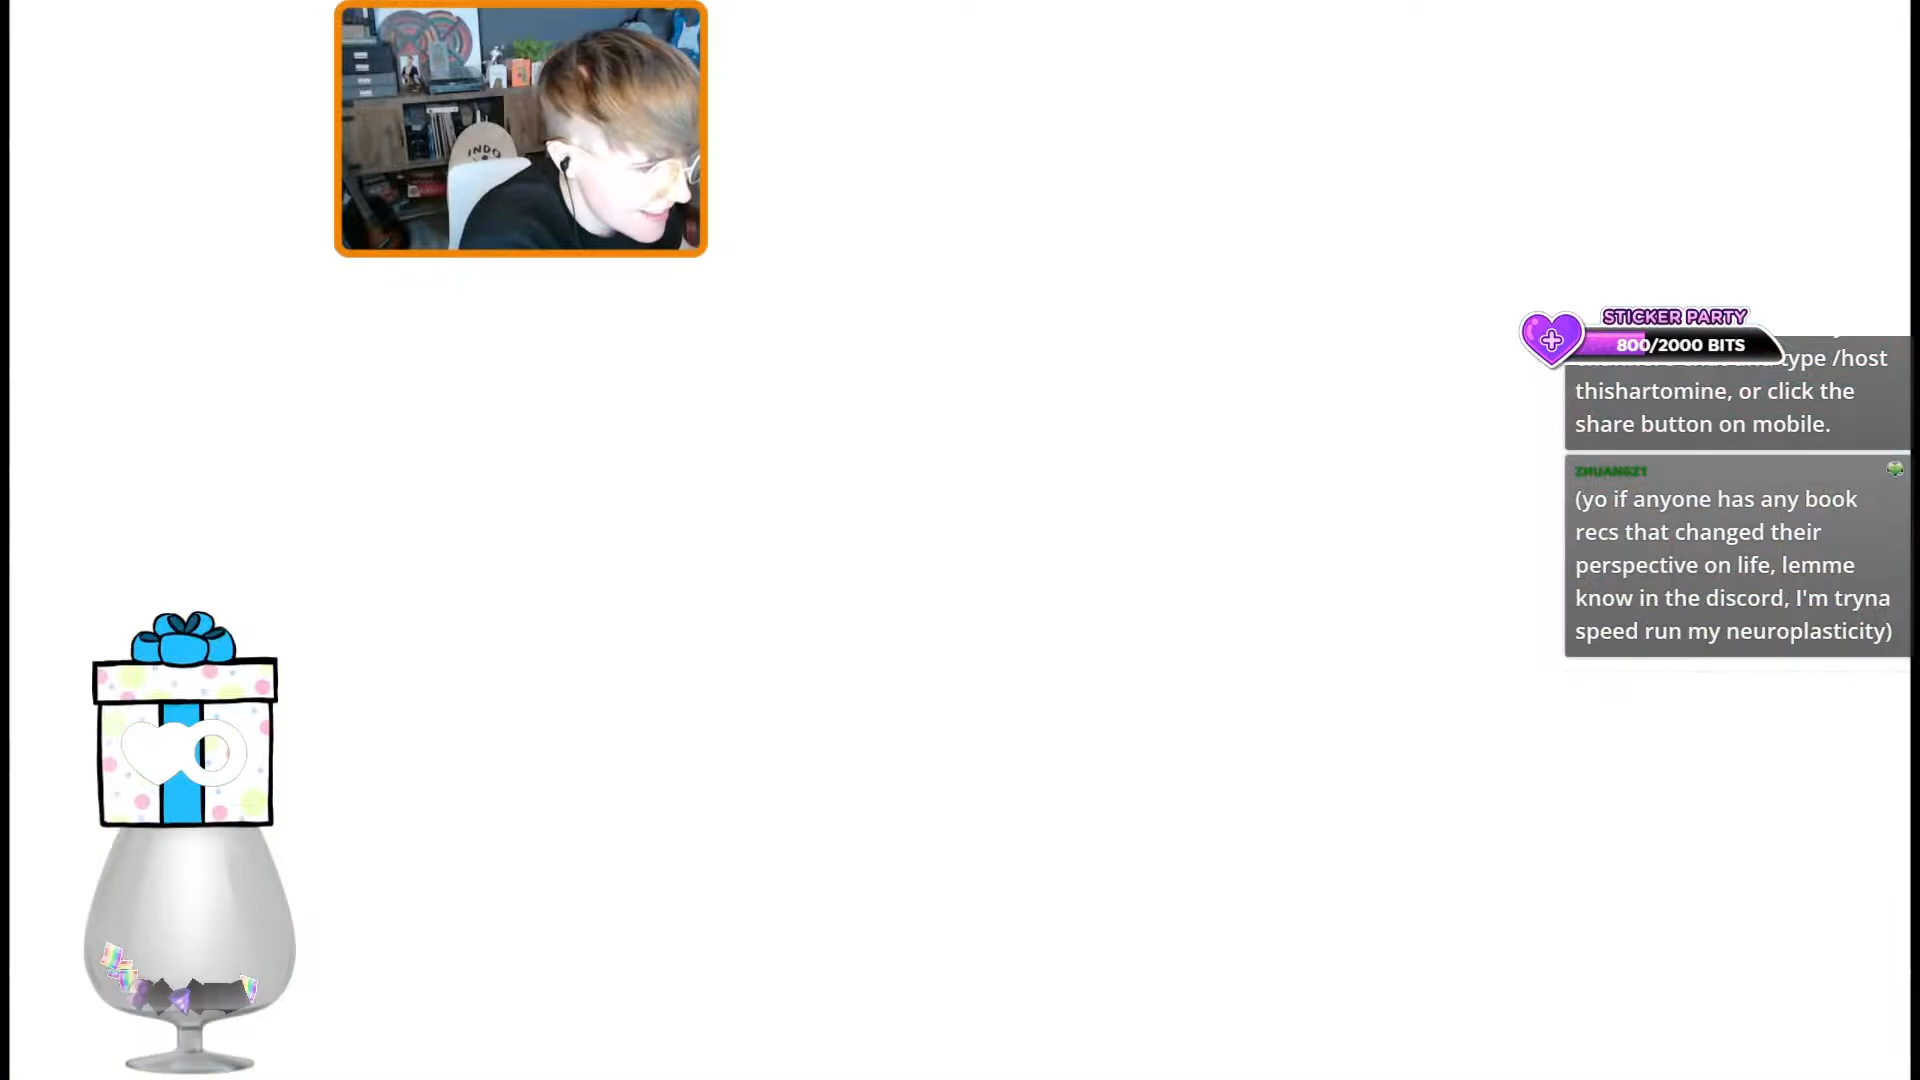 INDO
STICKER PARTY
800/2000 BITS
type /host
thishartomine, or click the
share button on mobile.
ZHUANGZ1
(yo if anyone has any book
recs that changed their
perspective on life, lemme
know in the discord, I'm tryna
speed run my neuroplasticity)